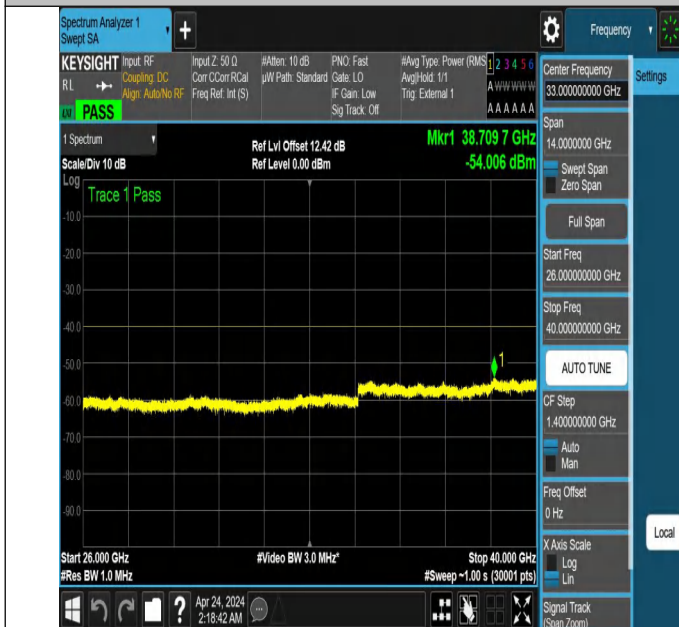 Spectrum Analyzer 1
Swept SA
+
Frequency
KEYSIGHT
RL
PASS
Input: RF
Coupling: DC
Align: Auto/No RF
Input Z: 50 Ω
Corr CCorr RCal
Freq Ref: Int (S)
#Atten: 10 dB
µW Path: Standard
PNO: Fast
Gate: LO
IF Gain: Low
Sig Track: Off
#Avg Type: Power (RMS
Avg|Hold: 1/1
Trig: External 1
1 2 3 4 5 6
A W W W W W
A A A A A A
1 Spectrum
Scale/Div 10 dB
Ref Lvl Offset 12.42 dB
Ref Level 0.00 dBm
Mkr1 38.709 7 GHz
-54.006 dBm
Log
Trace 1 Pass
-10.0
-20.0
-30.0
-40.0
-50.0
-60.0
-70.0
-80.0
-90.0
1
Start 26.000 GHz
#Res BW 1.0 MHz
#Video BW 3.0 MHz*
Stop 40.000 GHz
#Sweep ~1.00 s (30001 pts)
?
Apr 24, 2024
2:18:42 AM
Center Frequency
33.000000000 GHz
Settings
Span
14.0000000 GHz
Swept Span
Zero Span
Full Span
Start Freq
26.000000000 GHz
Stop Freq
40.000000000 GHz
AUTO TUNE
CF Step
1.400000000 GHz
Auto
Man
Freq Offset
0 Hz
X Axis Scale
Log
Lin
Local
Signal Track
(Span Zoom)